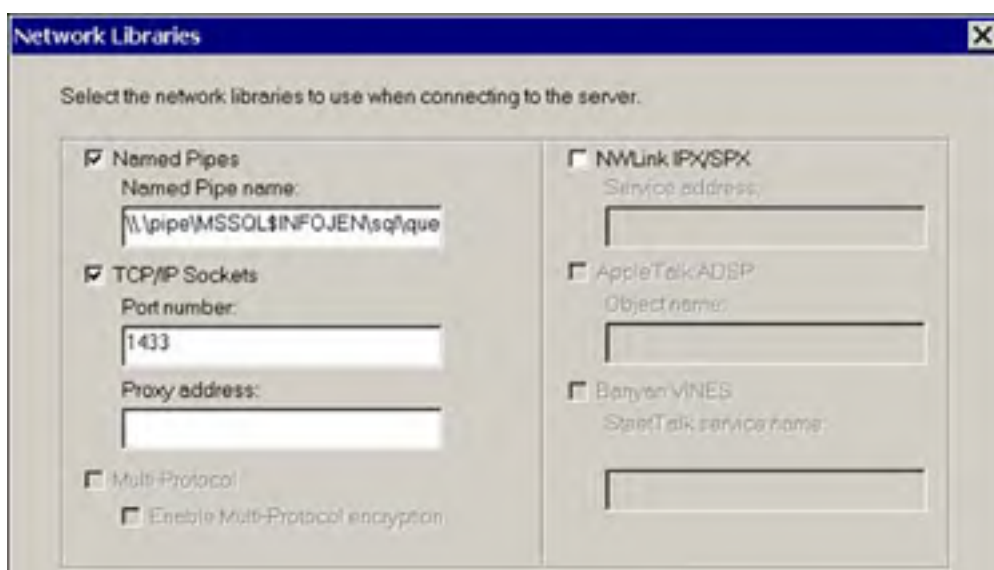 Network Libraries
Select the network libraries to use when connecting to the server.
Named Pipes
Named Pipe name:
\\.\pipe\MSSQL$INFOJEN\sql\que
TCP/IP Sockets
Port number:
1433
Proxy address:
Multi-Protocol
Enable Multi-Protocol encryption
NWLink IPX/SPX
Service address:
AppleTalk ADSP
Object name:
Banyan VINES
SteetTalk service name: